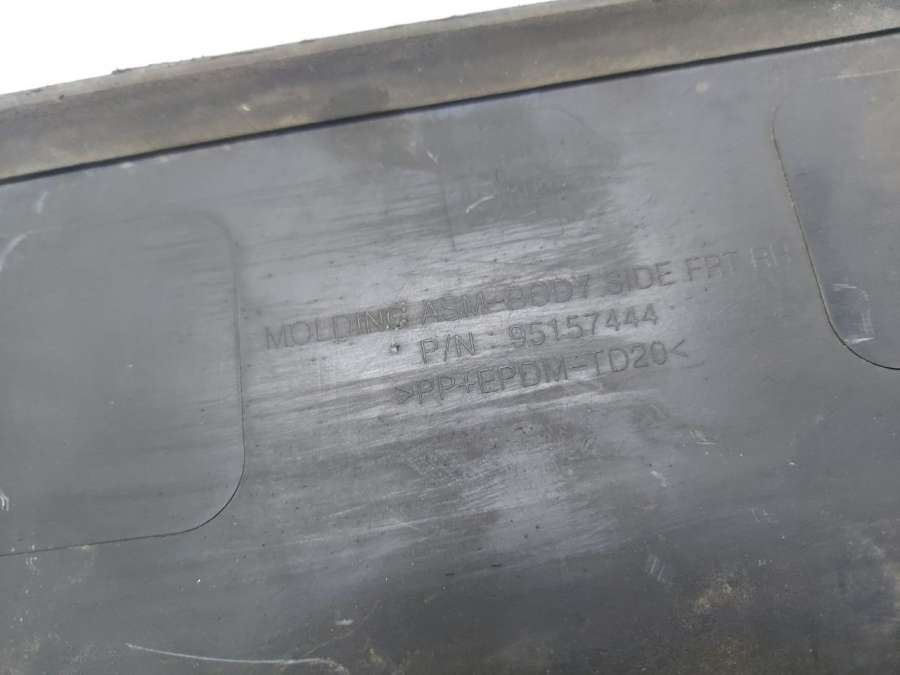 MOLDING ASM-BODY SIDE FRT RH
P/N : 95157444
>PP+EPDM-TD20<